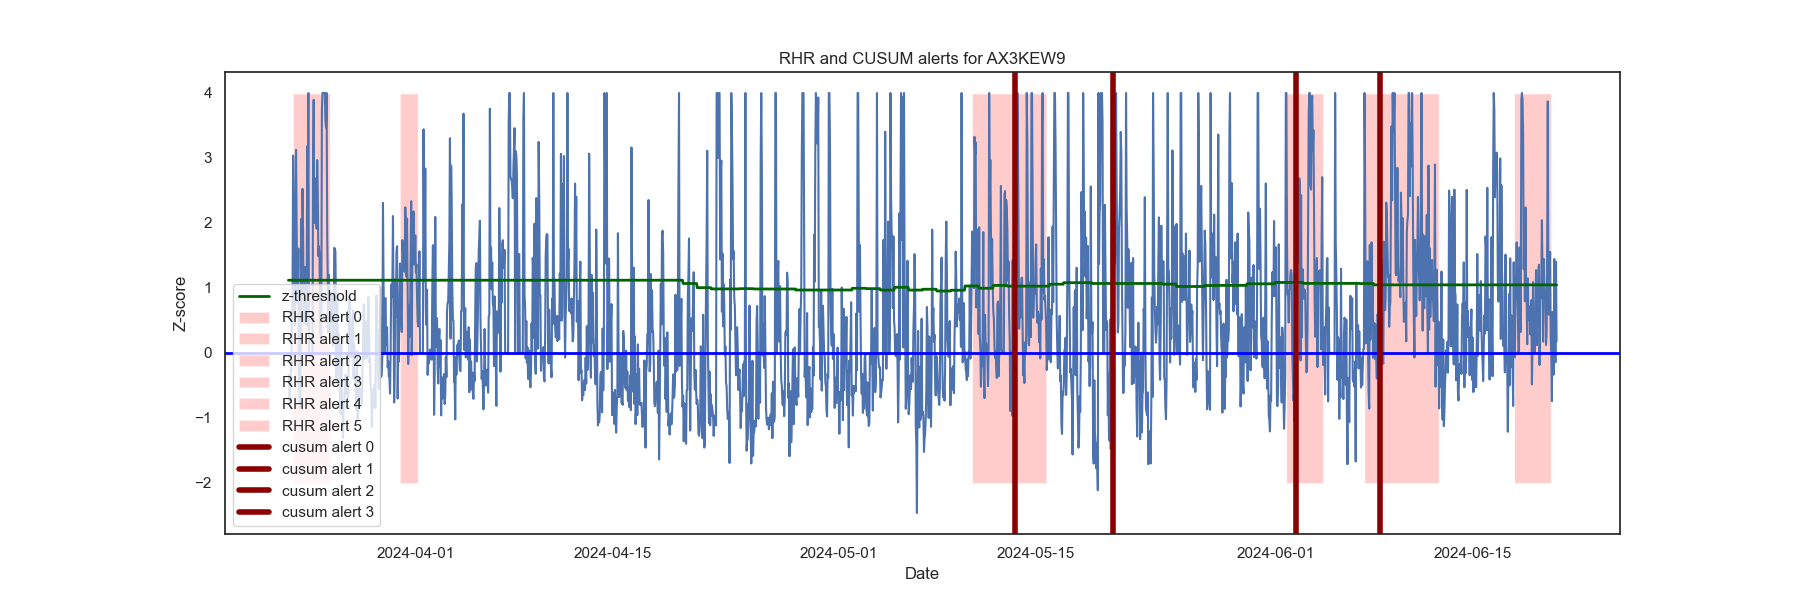 RHR and CUSUM alerts for AX3KEW9
4
3
2
1
0
−1
−2
Z-score
z-threshold
RHR alert 0
RHR alert 1
RHR alert 2
RHR alert 3
RHR alert 4
RHR alert 5
cusum alert 0
cusum alert 1
cusum alert 2
cusum alert 3
2024-04-01
2024-04-15
2024-05-01
2024-05-15
2024-06-01
2024-06-15
Date